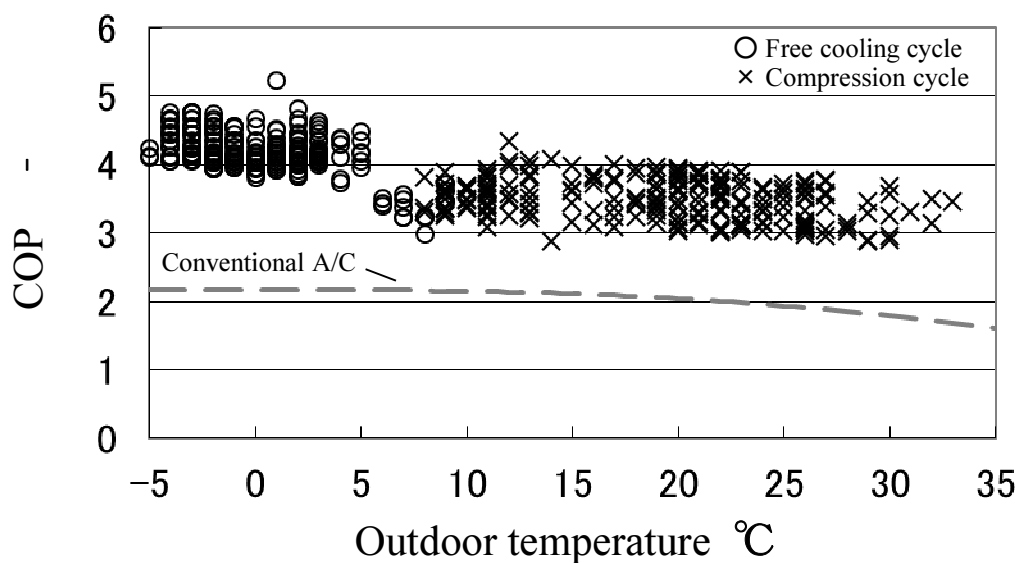 6
5
4
3
2
1
0
COP -
○ Free cooling cycle
× Compression cycle
Conventional A/C
-5 0 5 10 15 20 25 30 35
Outdoor temperature ℃